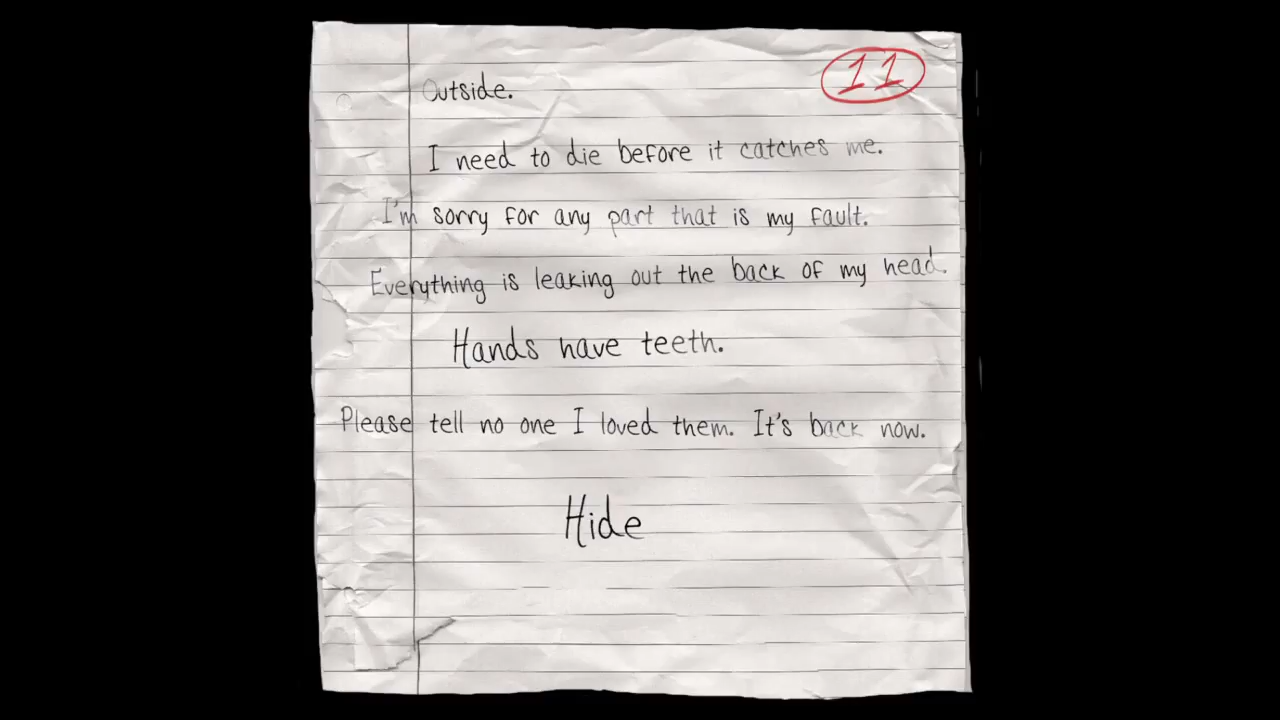 11
Outside.
I need to die before it catches me.
I'm sorry for any part that is my fault.
Everything is leaking out the back of my head.
Hands have teeth.
Please tell no one I loved them. It's back now.
Hide